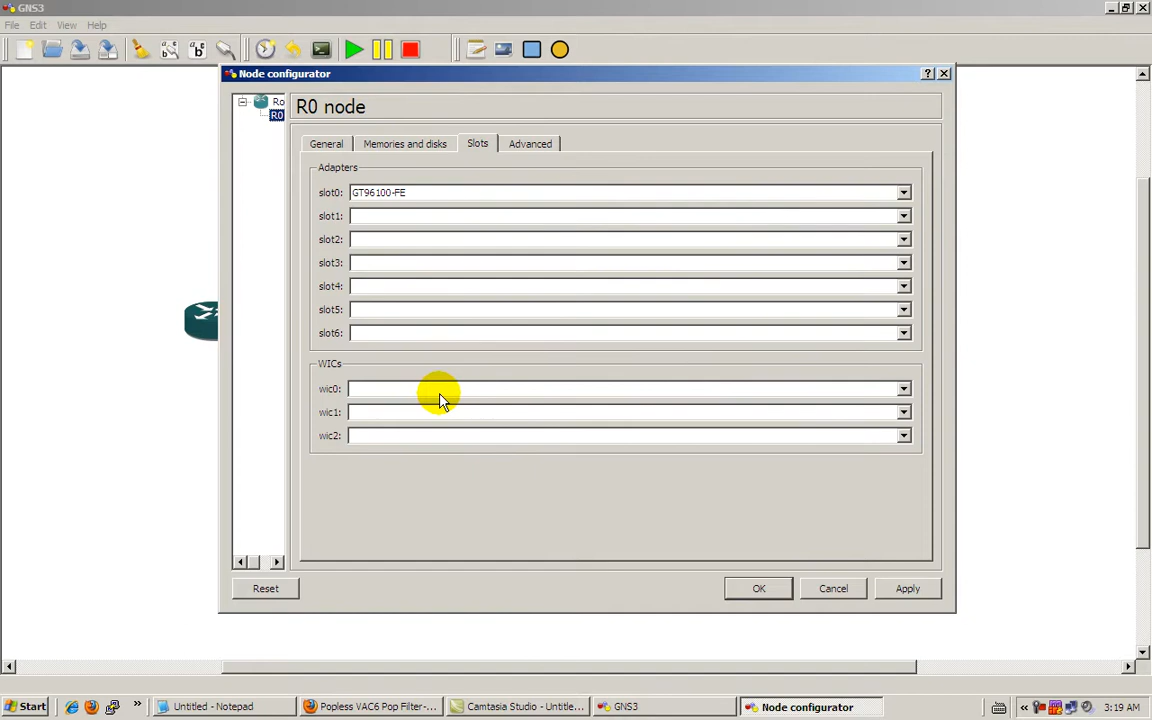 GNS3
File Edit View Help
Node configurator
Ro
R0
R0 node
General Memories and disks Slots Advanced
Adapters
slot0: GT96100-FE
slot1:
slot2:
slot3:
slot4:
slot5:
slot6:
WICs
wic0:
wic1:
wic2:
Reset OK Cancel Apply
Start Untitled - Notepad Popless VAC6 Pop Filter-... Camtasia Studio - Untitle... GNS3 Node configurator 3:19 AM